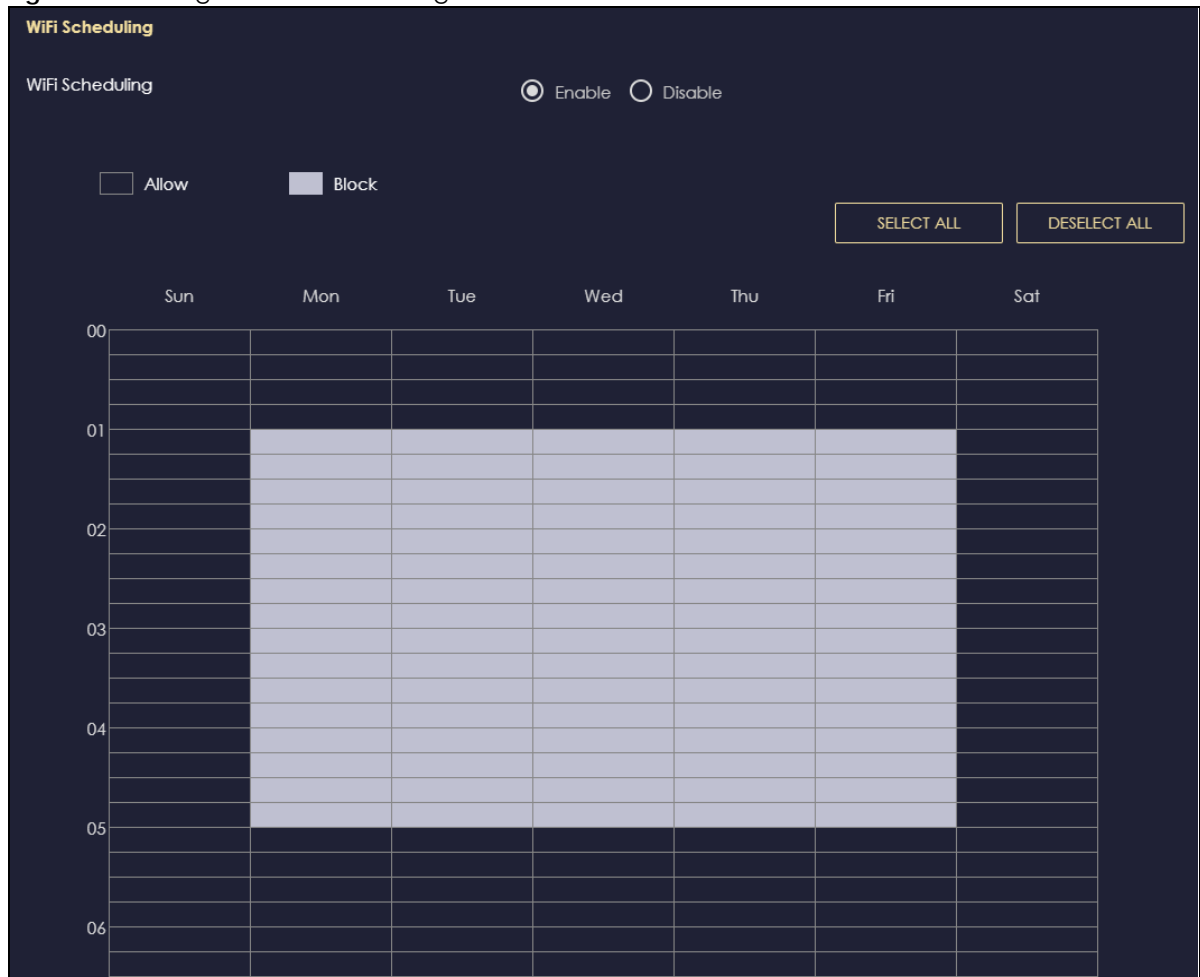 WiFi Scheduling
WiFi Scheduling Enable Disable
Allow Block
SELECT ALL DESELECT ALL
Sun Mon Tue Wed Thu Fri Sat
00
01
02
03
04
05
06